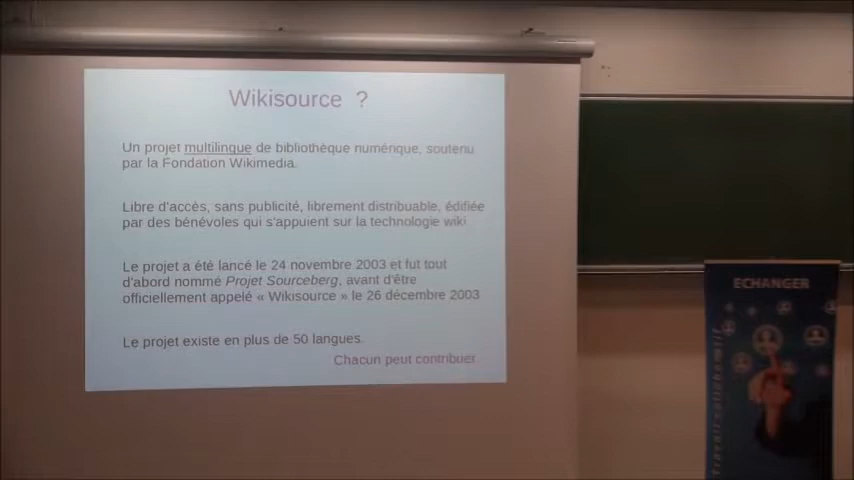 Wikisource ?
Un projet multilingue de bibliothèque numérique, soutenu
par la Fondation Wikimedia.
Libre d'accès, sans publicité, librement distribuable, édifiée
par des bénévoles qui s'appuient sur la technologie wiki.
Le projet a été lancé le 24 novembre 2003 et fut tout
d'abord nommé Projet Sourceberg, avant d'être
officiellement appelé « Wikisource » le 26 décembre 2003
Le projet existe en plus de 50 langues.
Chacun peut contribuer.
ECHANGER
travail collaboratif